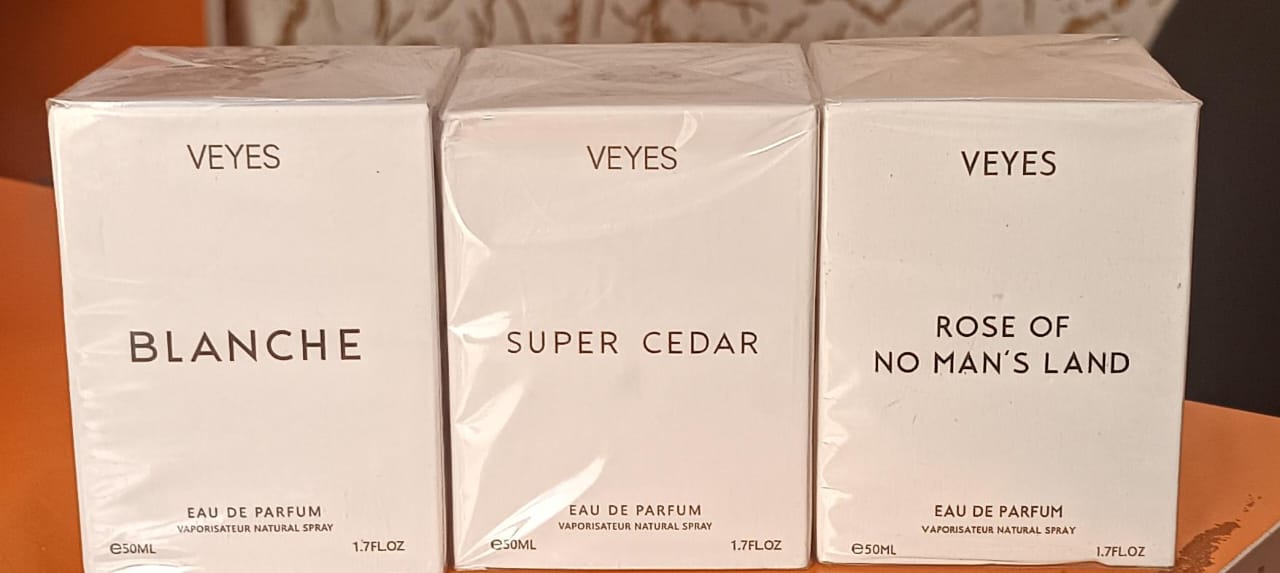 VEYES
BLANCHE
EAU DE PARFUM
VAPORISATEUR NATURAL SPRAY
℮50ML 1.7FL.OZ
VEYES
SUPER CEDAR
EAU DE PARFUM
VAPORISATEUR NATURAL SPRAY
℮50ML 1.7FL.OZ
VEYES
ROSE OF
NO MAN'S LAND
EAU DE PARFUM
VAPORISATEUR NATURAL SPRAY
℮50ML 1.7FL.OZ